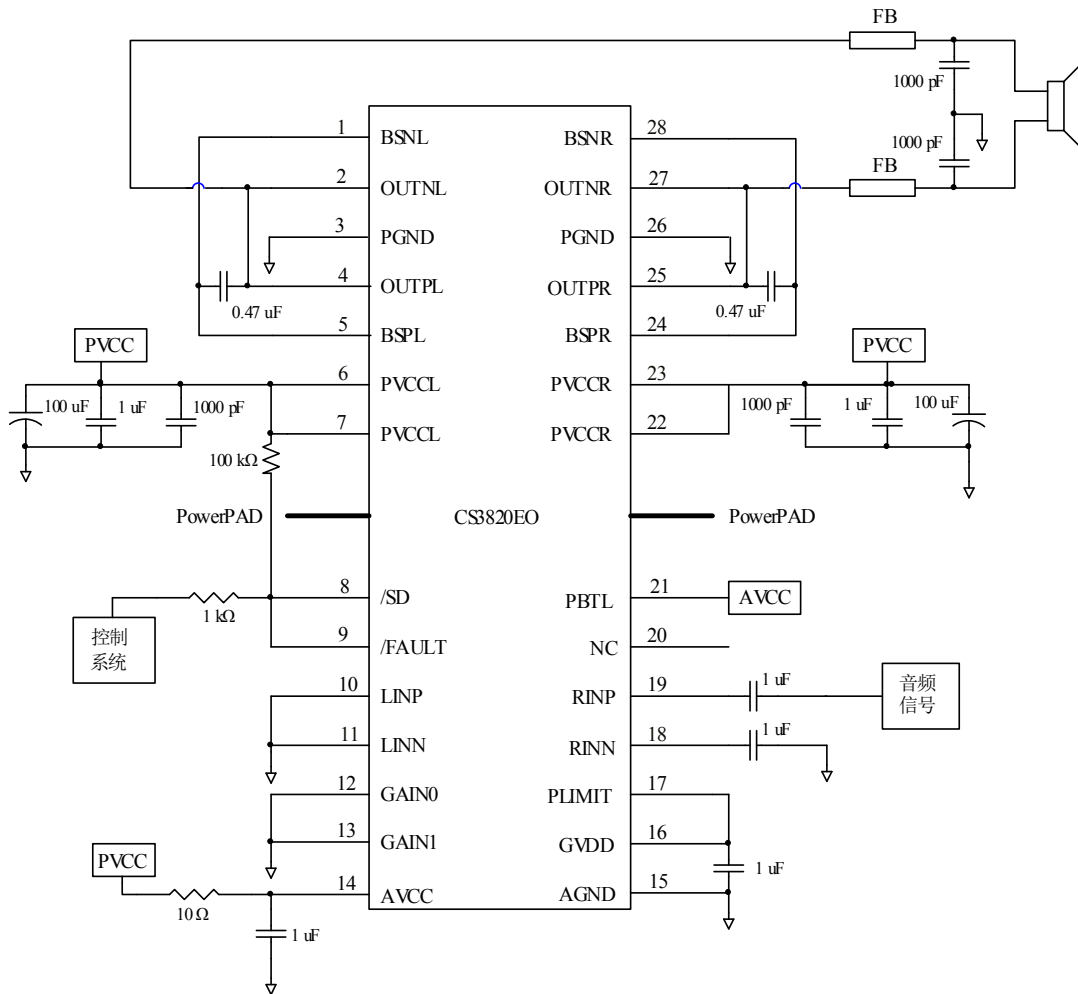 FB
1000 pF
1000 pF
FB
1
BSNL
BSNR
28
2
OUTNL
OUTNR
27
3
PGND
PGND
26
4
OUTPL
OUTPR
25
0.47 uF
0.47 uF
5
BSPL
BSPR
24
PVCC
PVCC
6
PVCCL
PVCCR
23
100 uF
1 uF
1000 pF
1000 pF
1 uF
100 uF
7
PVCCL
PVCCR
22
100 kΩ
PowerPAD
CS3820EO
PowerPAD
8
/SD
PBTL
21
AVCC
1 kΩ
控制
系统
9
/FAULT
NC
20
10
LINP
RINP
19
1 uF
音频
信号
11
LINN
RINN
18
1 uF
12
GAIN0
PLIMIT
17
13
GAIN1
GVDD
16
PVCC
1 uF
14
AVCC
AGND
15
10 Ω
1 uF